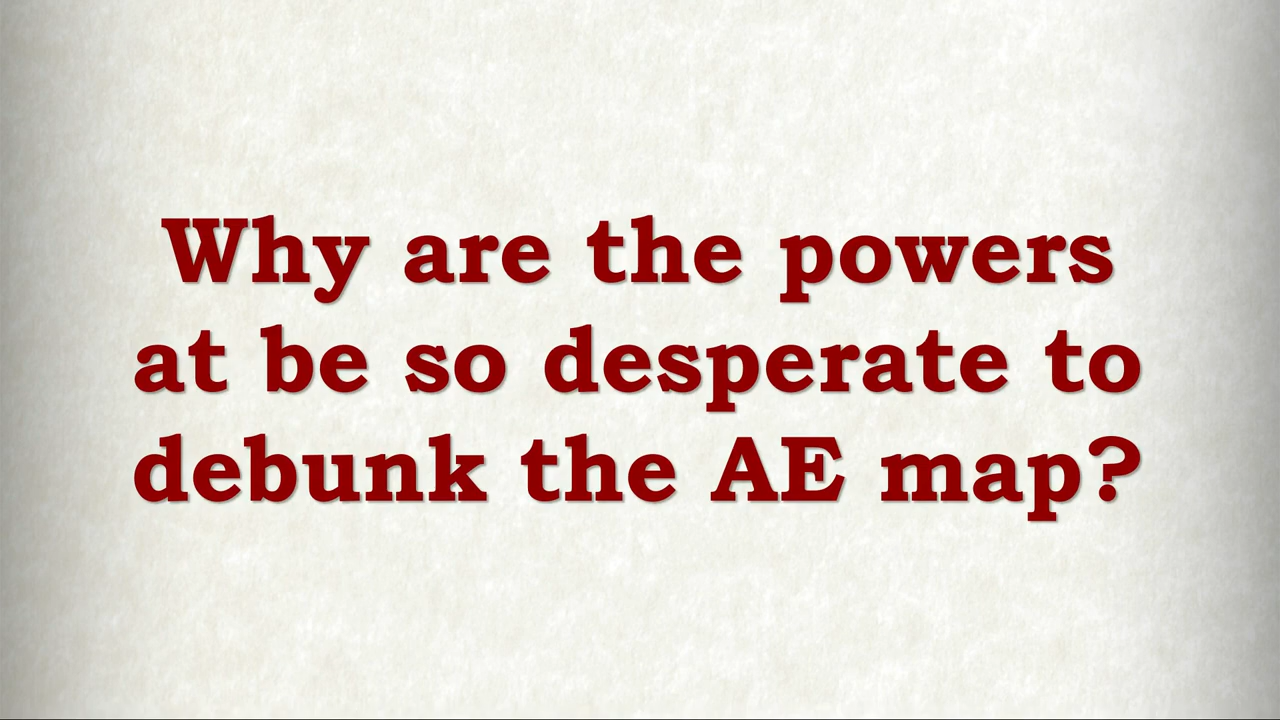 Why are the powers
at be so desperate to
debunk the AE map?